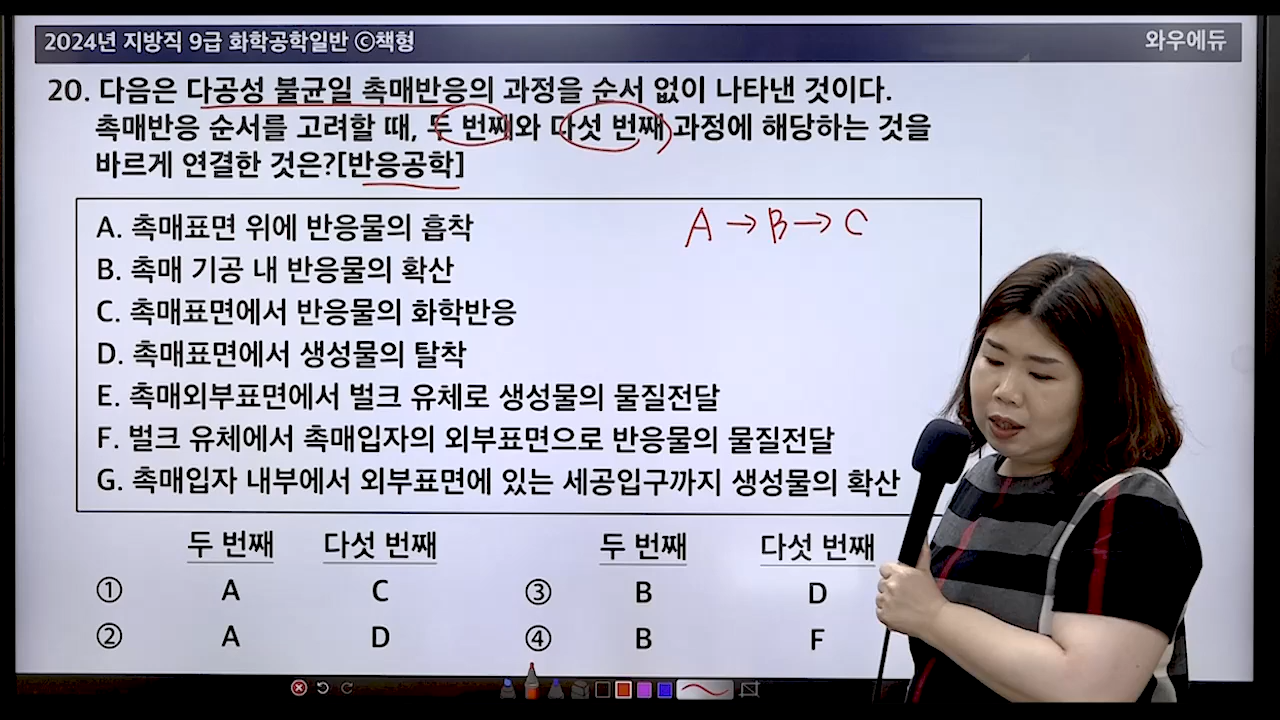 2024년 지방직 9급 화학공학일반 ⓒ책형
와우에듀
20. 다음은 다공성 불균일 촉매반응의 과정을 순서 없이 나타낸 것이다.
촉매반응 순서를 고려할 때, 두 번째와 다섯 번째 과정에 해당하는 것을
바르게 연결한 것은?[반응공학]
A → B → C
A. 촉매표면 위에 반응물의 흡착
B. 촉매 기공 내 반응물의 확산
C. 촉매표면에서 반응물의 화학반응
D. 촉매표면에서 생성물의 탈착
E. 촉매외부표면에서 벌크 유체로 생성물의 물질전달
F. 벌크 유체에서 촉매입자의 외부표면으로 반응물의 물질전달
G. 촉매입자 내부에서 외부표면에 있는 세공입구까지 생성물의 확산
두 번째 다섯 번째 두 번째 다섯 번째
① A C ③ B D
② A D ④ B F